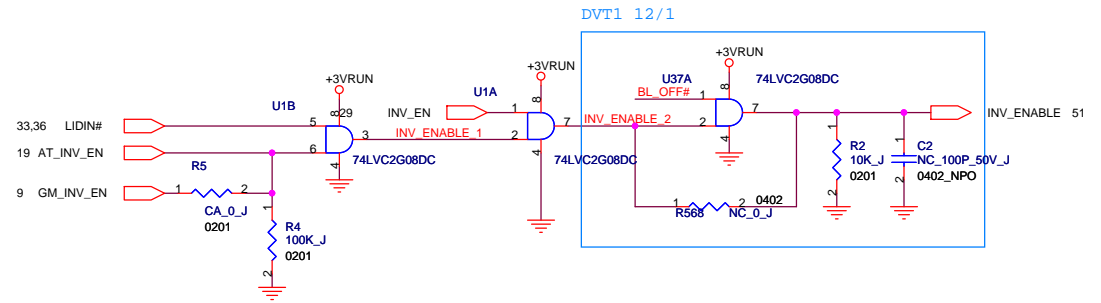 DVT1 12/1
+3VRUN
+3VRUN
+3VRUN
U1B
U1A
U37A
74LVC2G08DC
8
29
8
8
BL_OFF#
1
7
2
4
INV_ENABLE 51
INV_EN
1
2
7
4
INV_ENABLE_2
74LVC2G08DC
33,36 LIDIN#
5
3
INV_ENABLE_1
19 AT_INV_EN
6
4
74LVC2G08DC
R5
9 GM_INV_EN
1
2
CA_0_J
0201
1
R4
100K_J
0201
2
1
R568
2
0402
NC_0_J
1
R2
10K_J
0201
2
1
C2
NC_100P_50V_J
0402_NPO
2